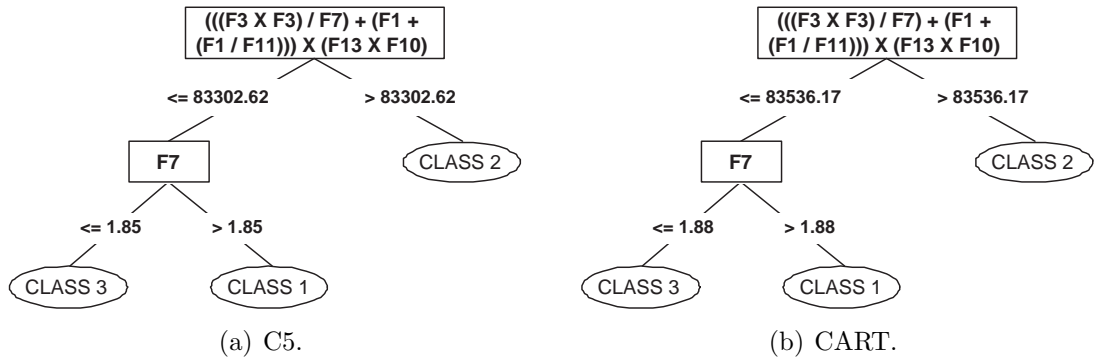 (((F3 X F3) / F7) + (F1 +
(F1 / F11))) X (F13 X F10)
<= 83302.62
> 83302.62
F7
CLASS 2
<= 1.85
> 1.85
CLASS 3
CLASS 1
(a) C5.
(((F3 X F3) / F7) + (F1 +
(F1 / F11))) X (F13 X F10)
<= 83536.17
> 83536.17
F7
CLASS 2
<= 1.88
> 1.88
CLASS 3
CLASS 1
(b) CART.